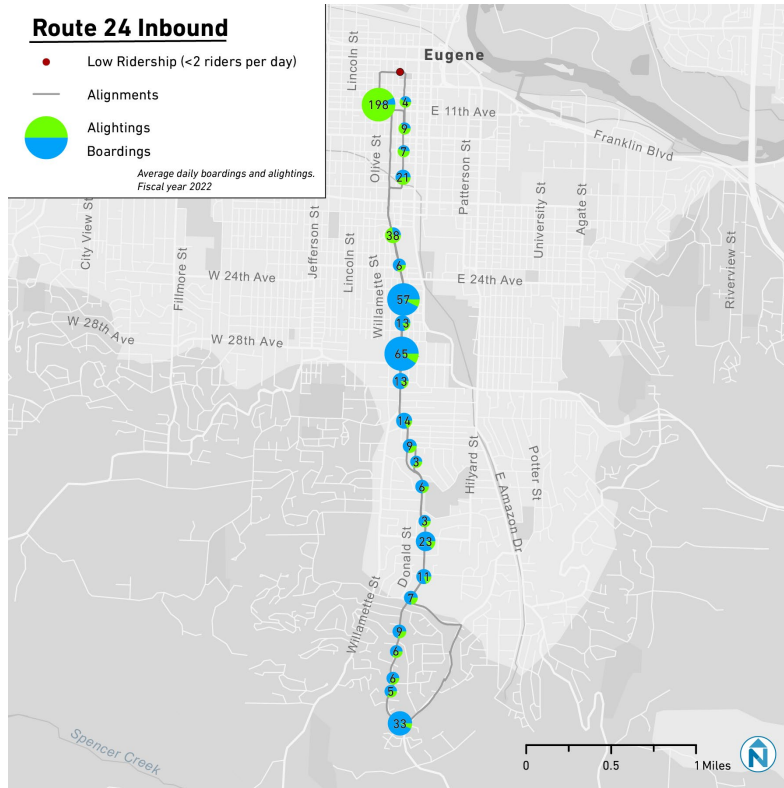 Route 24 Inbound
Low Ridership (<2 riders per day)
Alignments
Alightings
Boardings
Average daily boardings and alightings.
Fiscal year 2022
Lincoln St
Eugene
198
4
E 11th Ave
9
Franklin Blvd
Olive St
7
Patterson St
21
University St
Agate St
City View St
Jefferson St
38
Lincoln St
Fillmore St
Riverview St
6
W 24th Ave
E 24th Ave
Willamette St
57
13
W 28th Ave
W 28th Ave
65
13
14
9
3
Hilyard St
Potter St
6
E Amazon Dr
3
23
Donald St
11
7
Willamette St
9
6
6
5
33
Spencer Creek
0
0.5
1 Miles
N